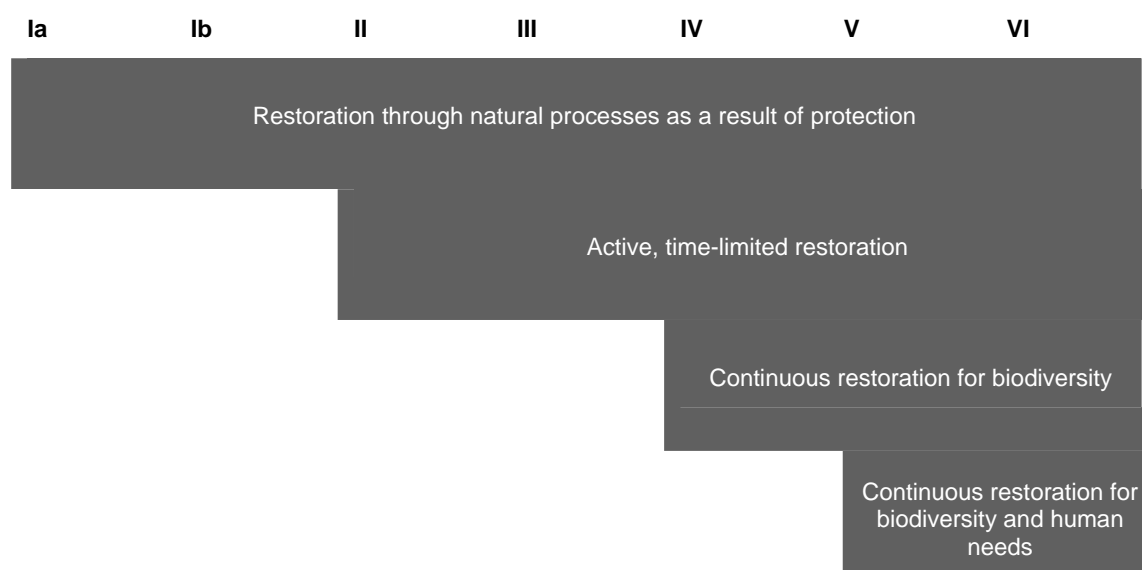 Ia Ib II III IV V VI
Restoration through natural processes as a result of protection
Active, time-limited restoration
Continuous restoration for biodiversity
Continuous restoration for
biodiversity and human
needs